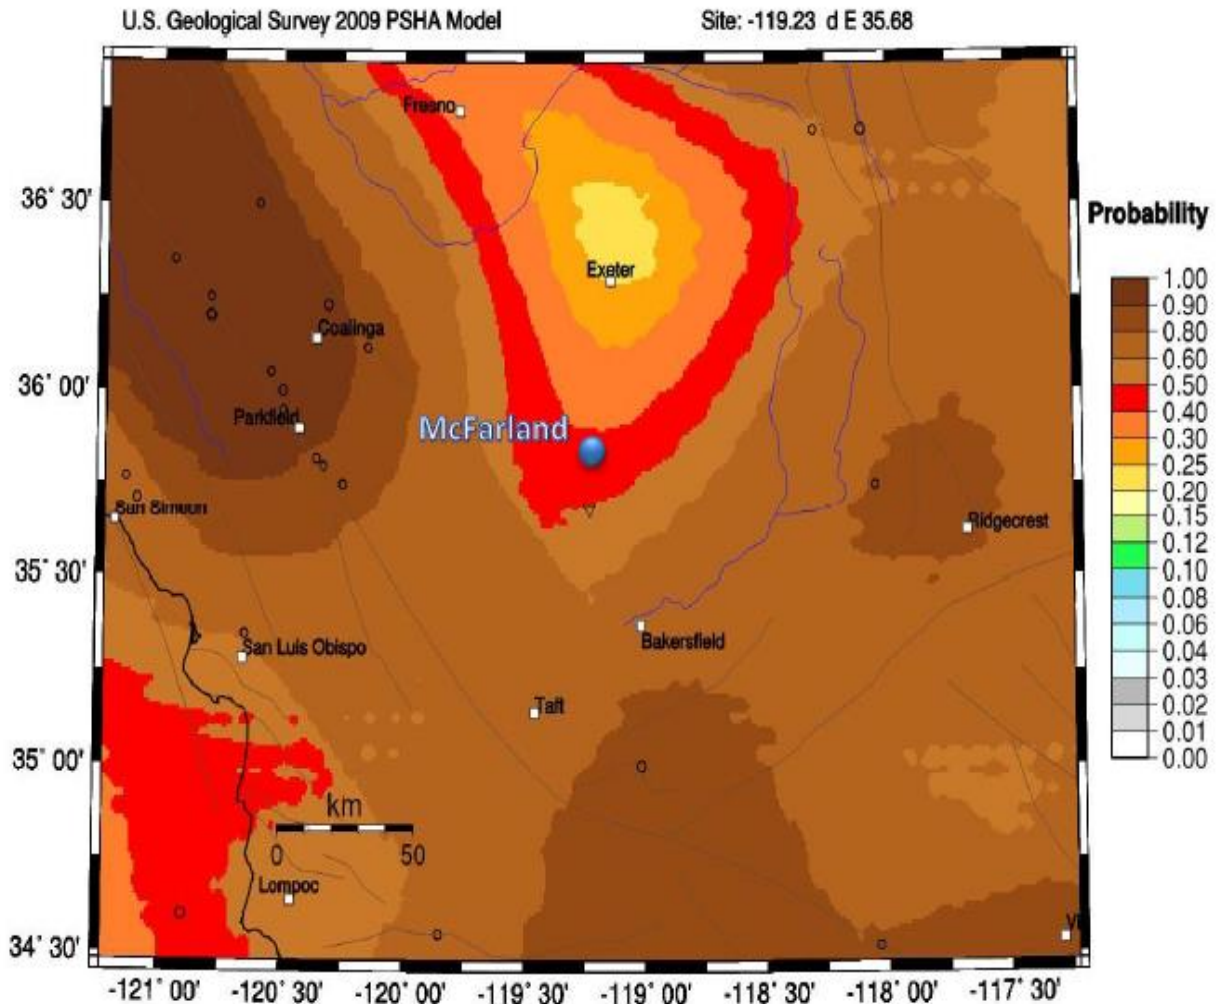 U.S. Geological Survey 2009 PSHA Model Site: -119.23 d E 35.68
Fresno
36° 30'
Probability
Exeter
1.00
0.90
0.80
0.60
0.50
0.40
0.30
0.25
0.20
0.15
0.12
0.10
0.08
0.06
0.04
0.03
0.02
0.01
0.00
Coalinga
36° 00'
Parkfield
McFarland
San Simeon
Ridgecrest
35° 30'
Bakersfield
San Luis Obispo
Taft
35° 00'
km
0 50
Lompoc
34° 30'
-121° 00' -120° 30' -120° 00' -119° 30' -119° 00' -118° 30' -118° 00' -117° 30'